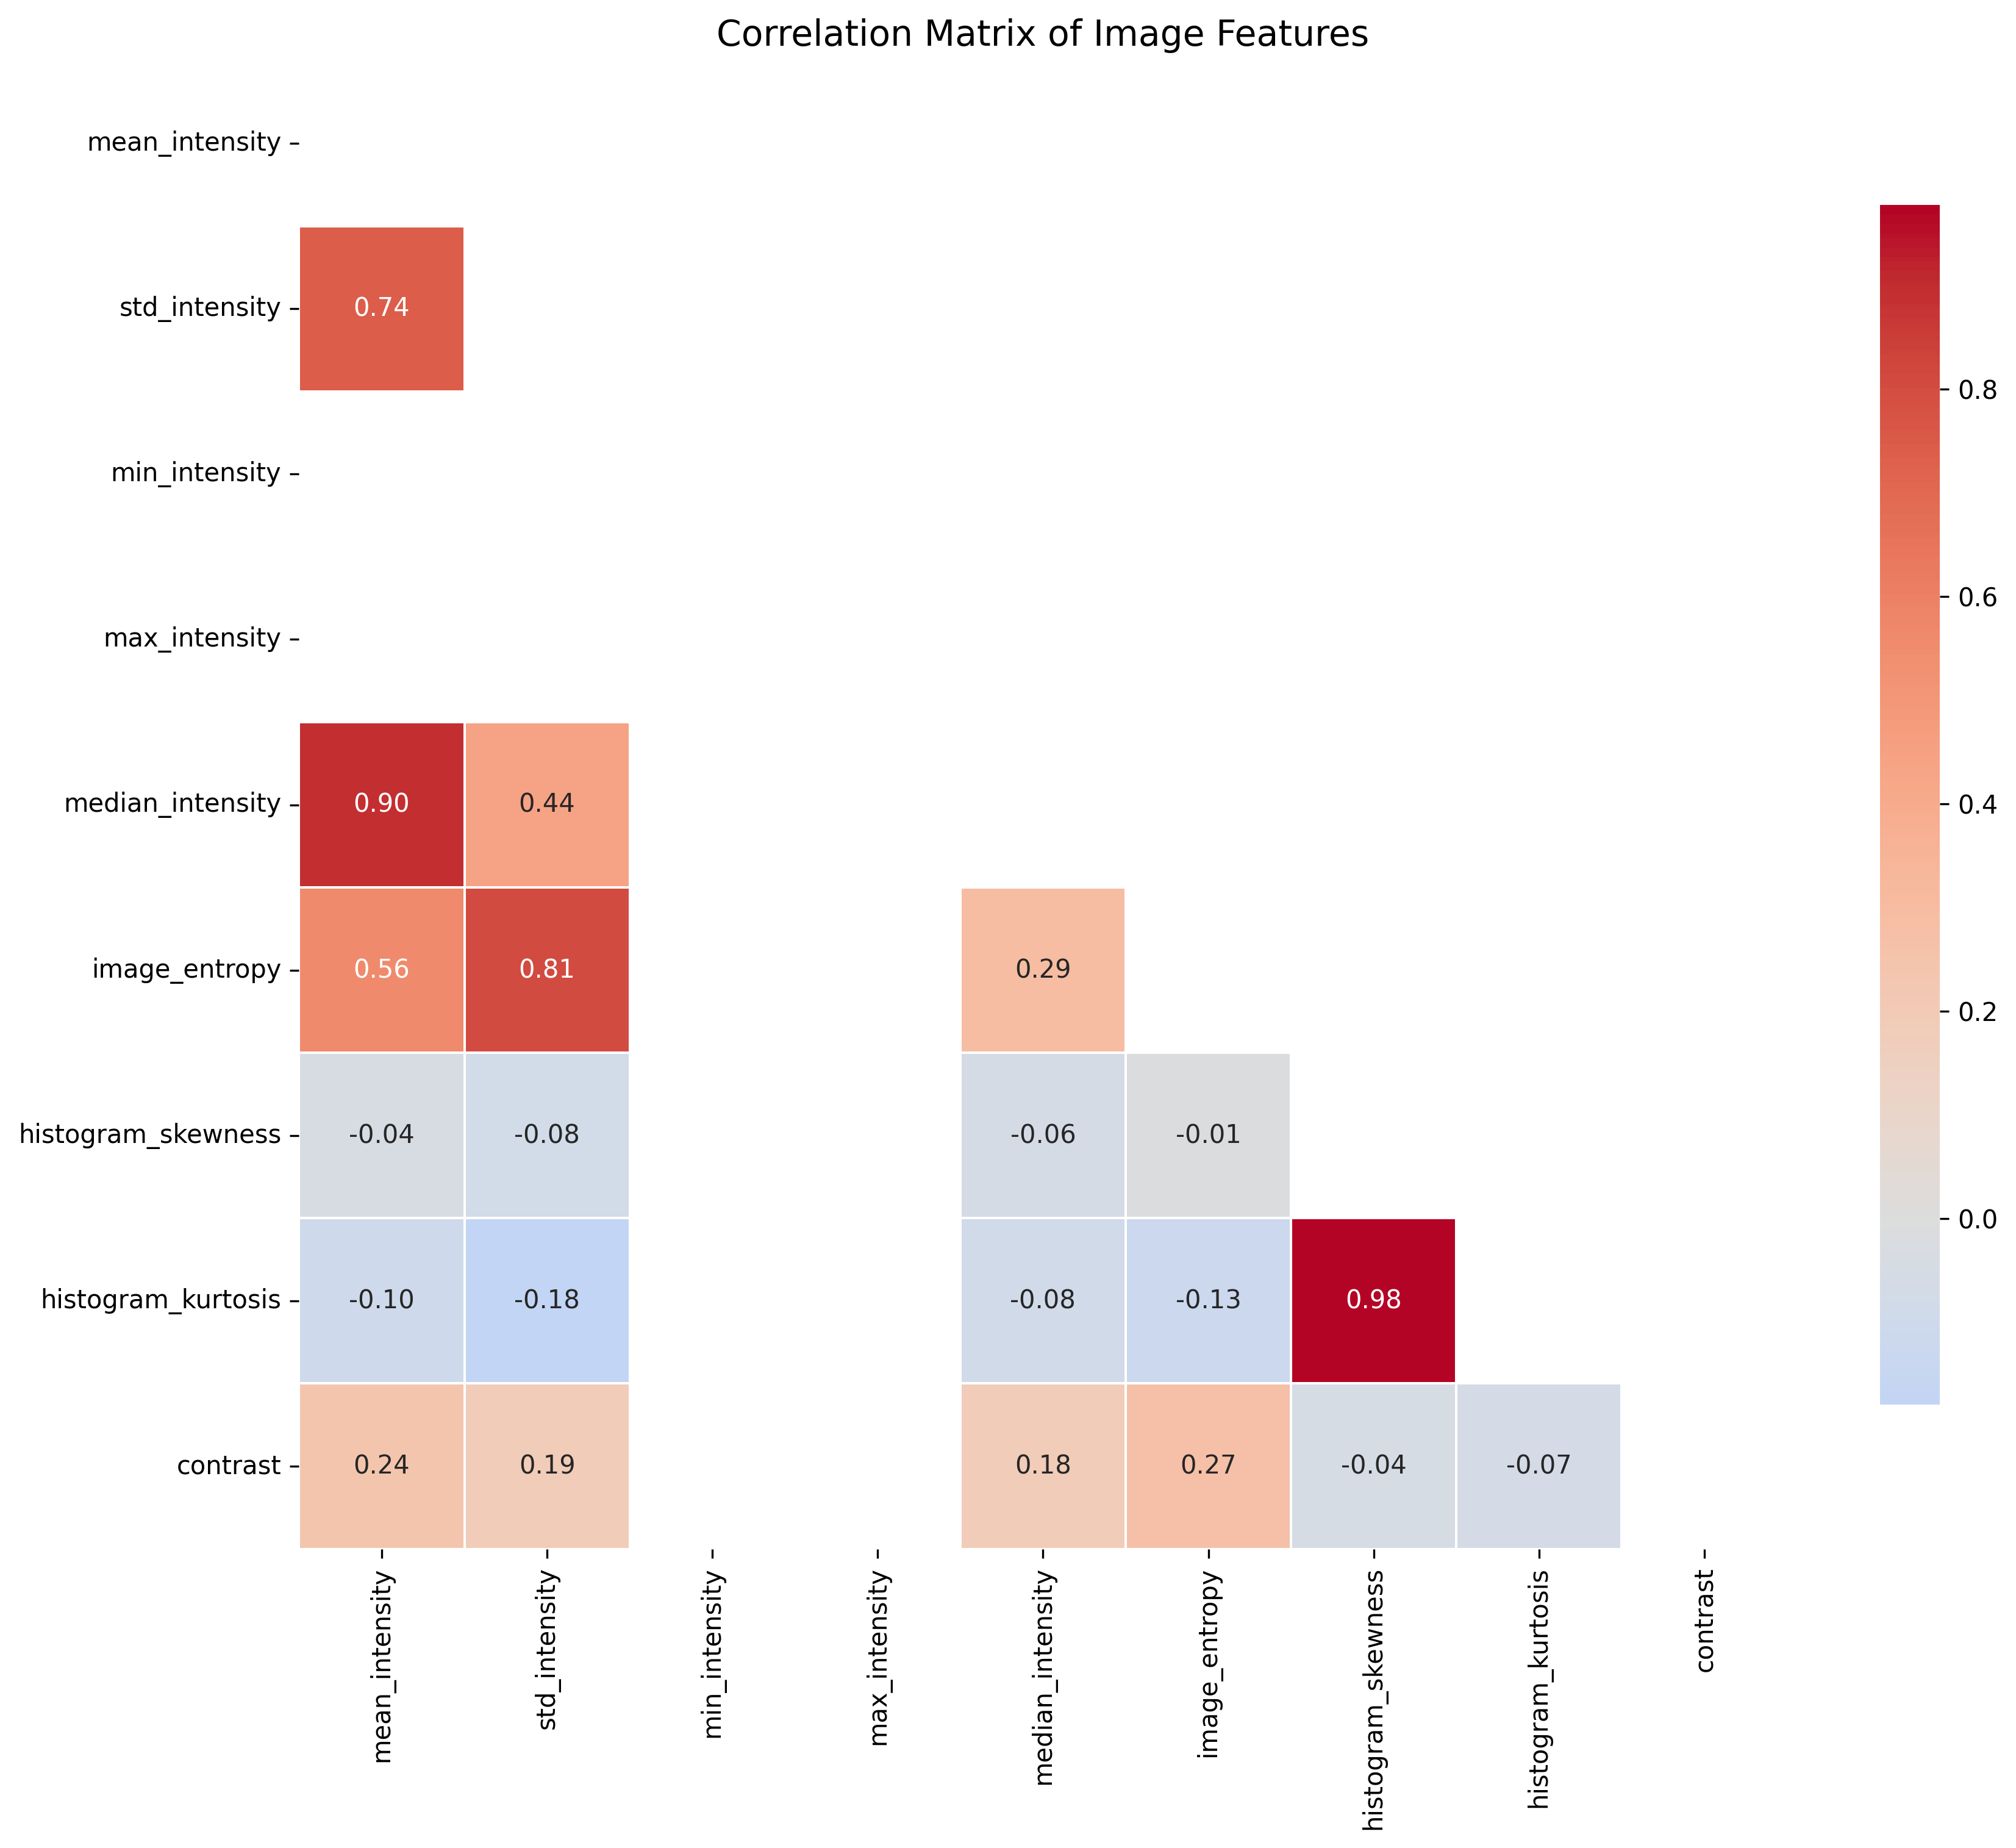 Correlation Matrix of Image Features
mean_intensity
std_intensity
0.74
min_intensity
max_intensity
median_intensity
0.90 0.44
image_entropy
0.56 0.81 0.29
histogram_skewness
-0.04 -0.08 -0.06 -0.01
histogram_kurtosis
-0.10 -0.18 -0.08 -0.13 0.98
contrast
0.24 0.19 0.18 0.27 -0.04 -0.07
mean_intensity
std_intensity
min_intensity
max_intensity
median_intensity
image_entropy
histogram_skewness
histogram_kurtosis
contrast
0.8
0.6
0.4
0.2
0.0